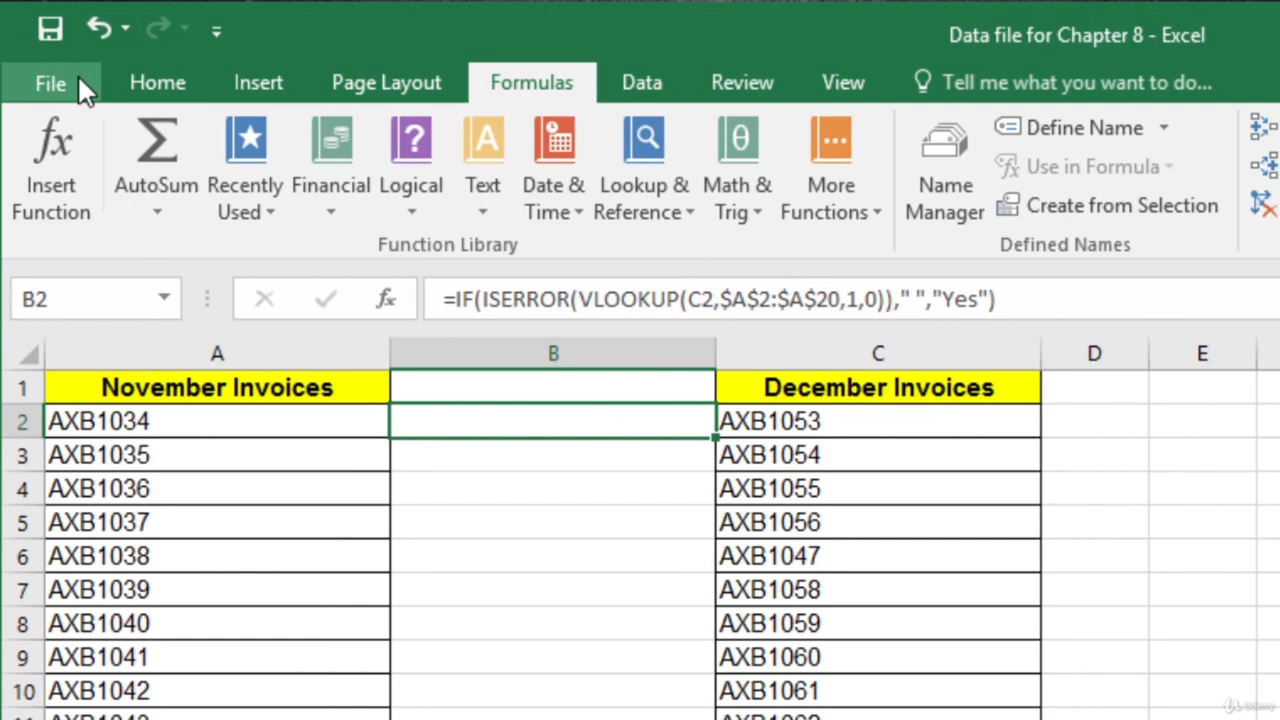 Data file for Chapter 8 - Excel
File Home Insert Page Layout Formulas Data Review View Tell me what you want to do...
fx Σ ? A θ ...
Insert Function
AutoSum
Recently Used
Financial
Logical
Text
Date & Time
Lookup & Reference
Math & Trig
More Functions
Name Manager
Define Name
Use in Formula
Create from Selection
Function Library
Defined Names
B2 fx =IF(ISERROR(VLOOKUP(C2,$A$2:$A$20,1,0))," ","Yes")
A B C D E
1 November Invoices December Invoices
2 AXB1034 AXB1053
3 AXB1035 AXB1054
4 AXB1036 AXB1055
5 AXB1037 AXB1056
6 AXB1038 AXB1047
7 AXB1039 AXB1058
8 AXB1040 AXB1059
9 AXB1041 AXB1060
10 AXB1042 AXB1061
Udemy